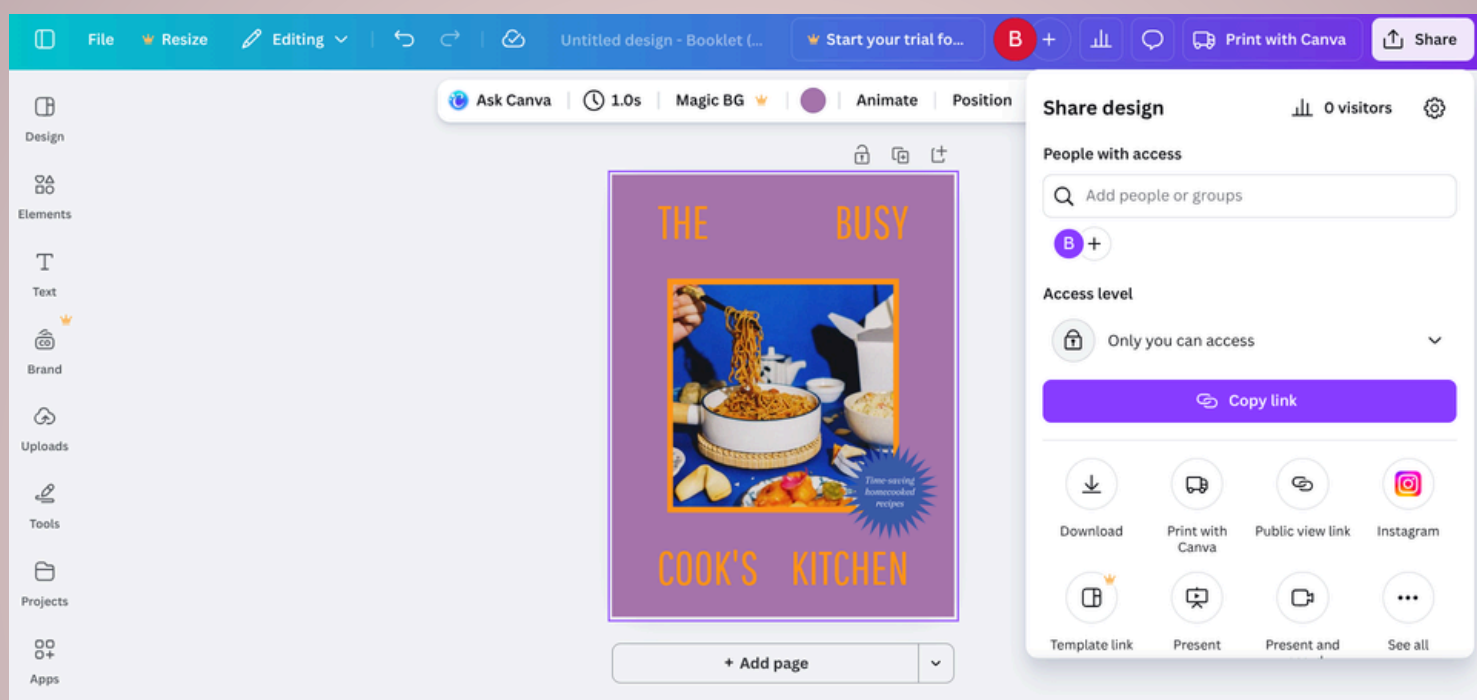 File
Resize
Editing
Untitled design - Booklet (...
Start your trial fo...
B
+
Print with Canva
Share
Design
Elements
Text
CO
Brand
Uploads
Tools
Projects
Apps
Ask Canva
1.0s
Magic BG
Animate
Position
THE BUSY
Time-saving
homecooked
recipes
COOK'S KITCHEN
+ Add page
Share design
0 visitors
People with access
Add people or groups
B
+
Access level
Only you can access
Copy link
Download
Print with
Canva
Public view link
Instagram
Template link
Present
Present and
See all